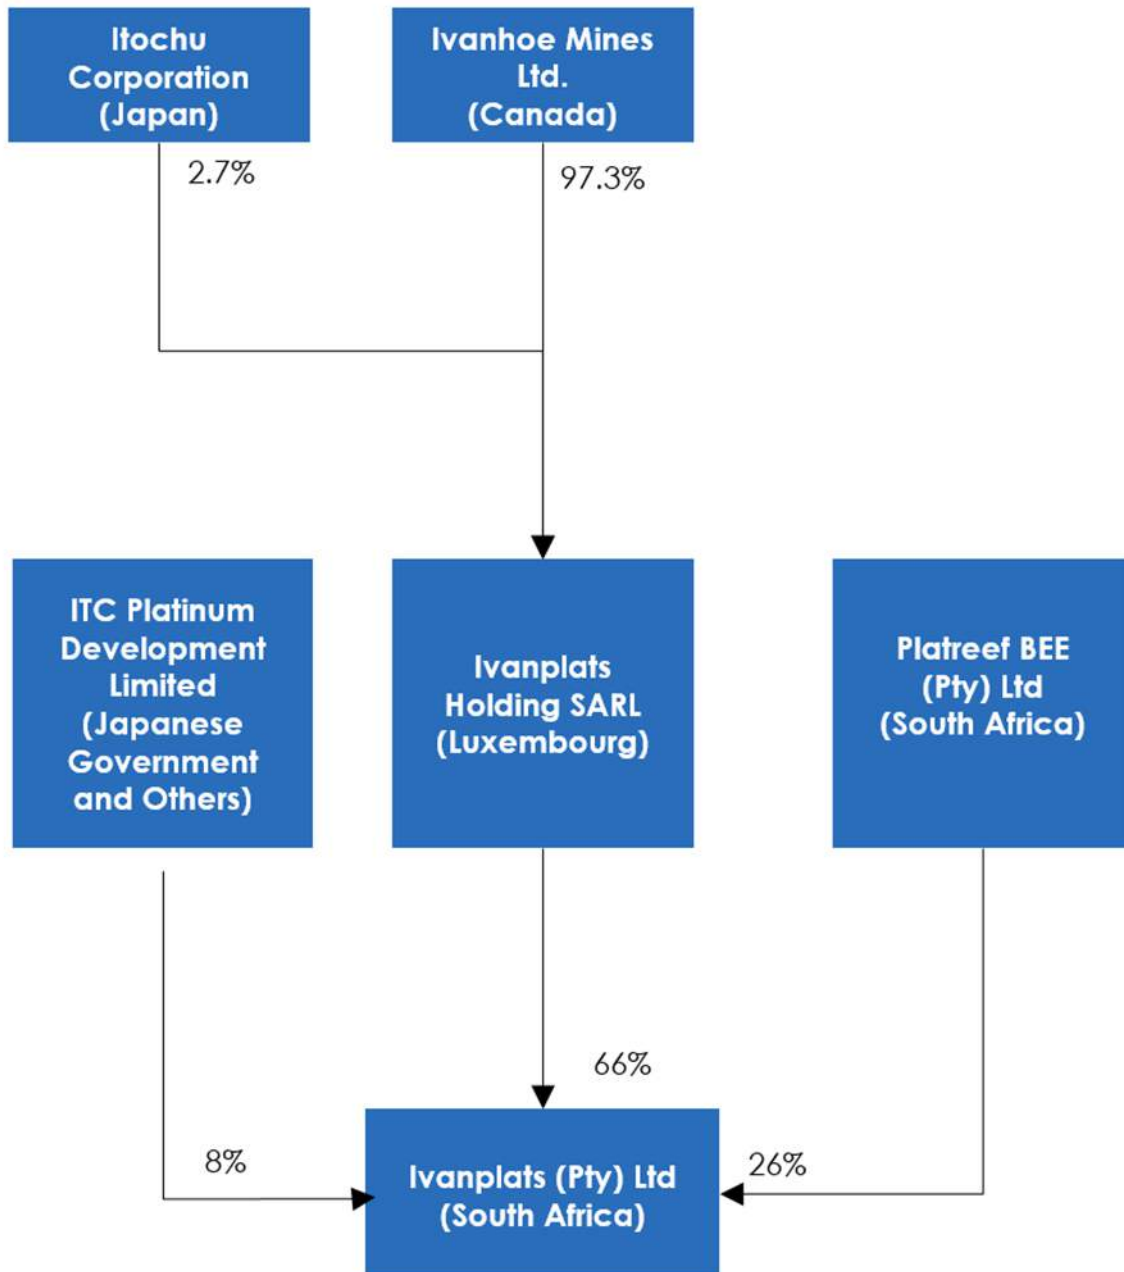 Itochu
Corporation
(Japan)
Ivanhoe Mines
Ltd.
(Canada)
2.7%
97.3%
ITC Platinum
Development
Limited
(Japanese
Government
and Others)
Ivanplats
Holding SARL
(Luxembourg)
Platreef BEE
(Pty) Ltd
(South Africa)
66%
8%
26%
Ivanplats (Pty) Ltd
(South Africa)